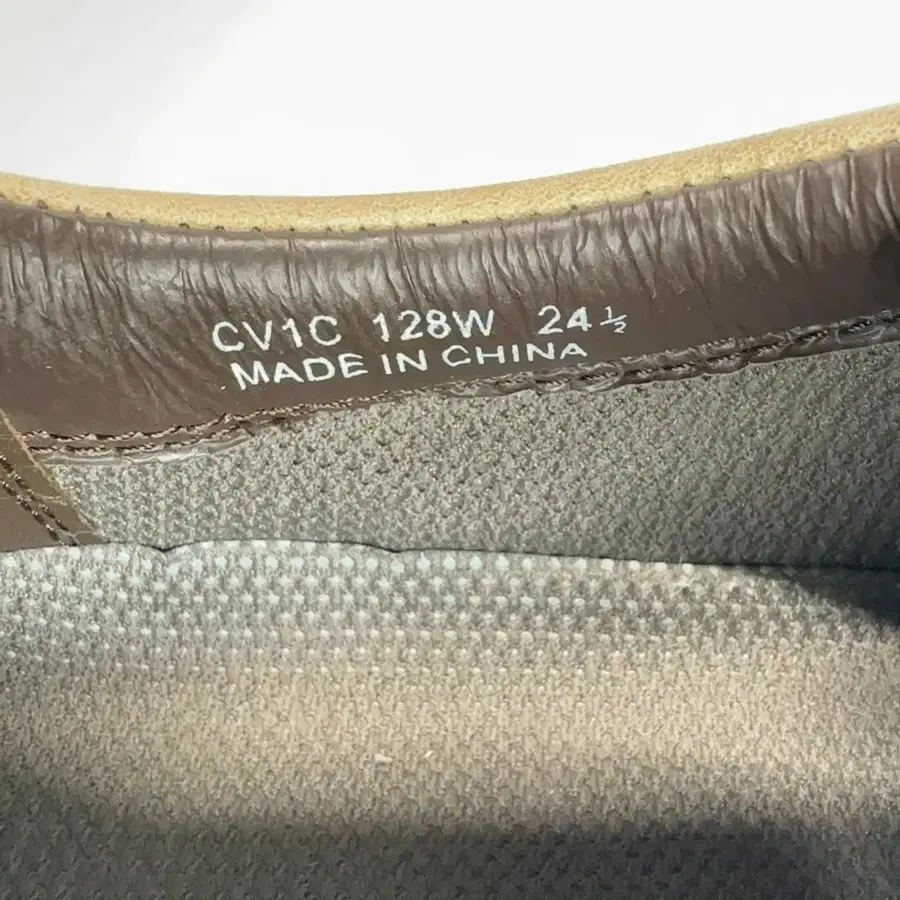 CV1C 128W 24½
MADE IN CHINA